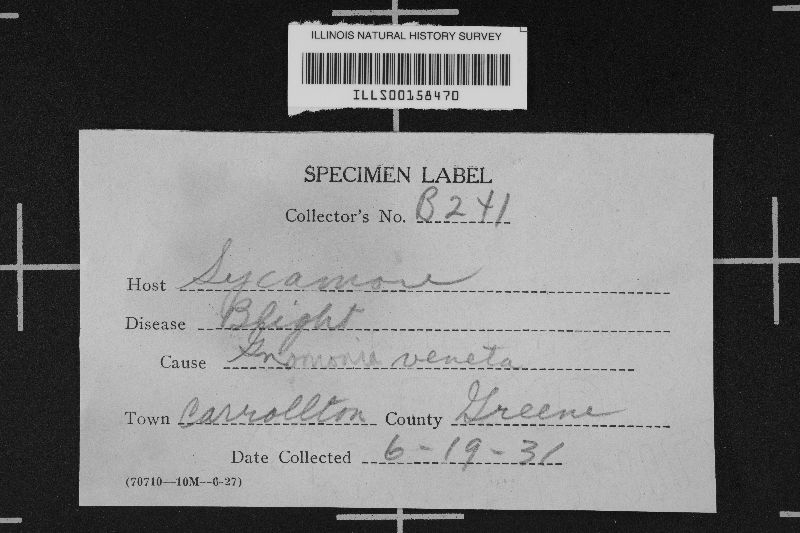 ILLINOIS NATURAL HISTORY SURVEY
ILLS00158470
SPECIMEN LABEL
Collector's No. B241
Host Sycamore
Disease Blight
Cause Gnomonia veneta
Town Carrollton County Greene
Date Collected 6-19-31
(70710—10M--6-27)